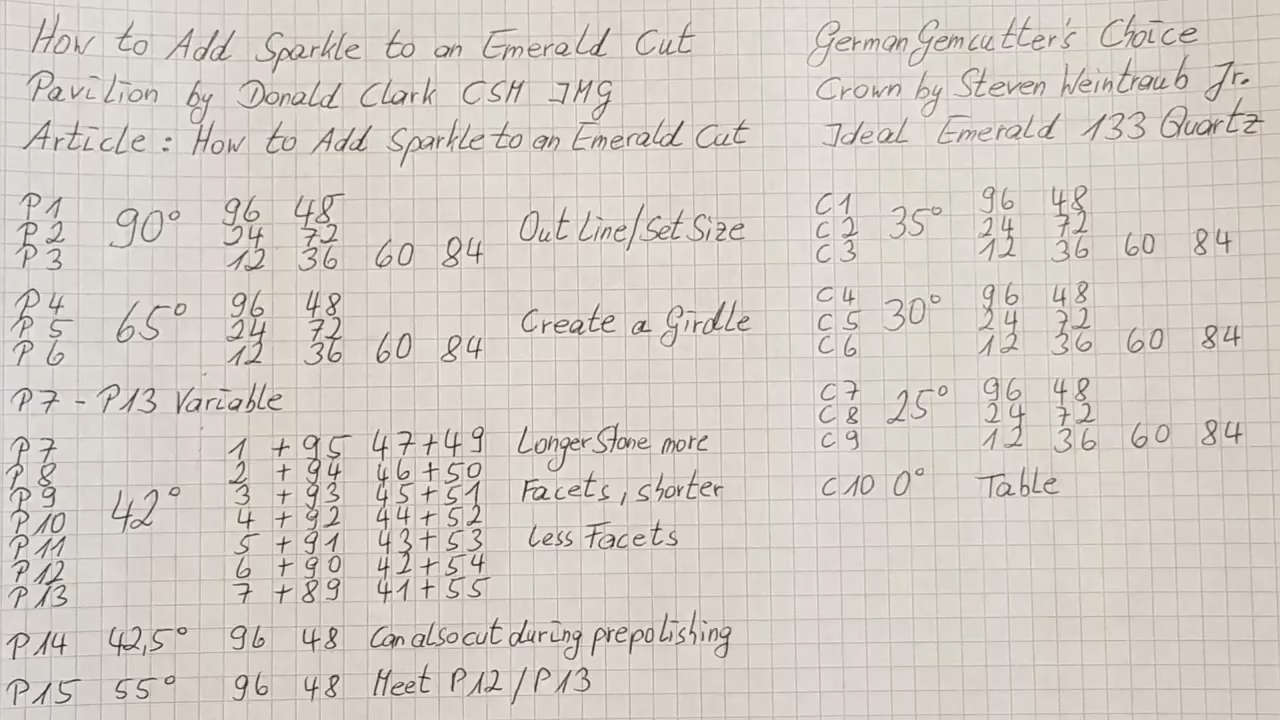 How to Add Sparkle to an Emerald Cut
Pavilion by Donald Clark CSM IMG
Article: How to Add Sparkle to an Emerald Cut
P1 96 48
P2 90° 24 72 Out Line/Set Size
P3 12 36 60 84
P4 96 48
P5 65° 24 72 Create a Girdle
P6 12 36 60 84
P7 - P13 Variable
P7 1 + 95 47+49 Longer Stone more
P8 2 + 94 46+50
P9 3 + 93 45+51 Facets, shorter
P10 42° 4 + 92 44+52
P11 5 + 91 43+53 less Facets
P12 6 + 90 42+54
P13 7 + 89 41+55
P14 42,5° 96 48 Can also cut during prepolishing
P15 55° 96 48 Meet P12/P13
German Gemcutter's Choice
Crown by Steven Weintraub Jr.
Ideal Emerald 133 Quartz
C1 96 48
C2 35° 24 72
C3 12 36 60 84
C4 96 48
C5 30° 24 72
C6 12 36 60 84
C7 96 48
C8 25° 24 72
C9 12 36 60 84
C10 0° Table